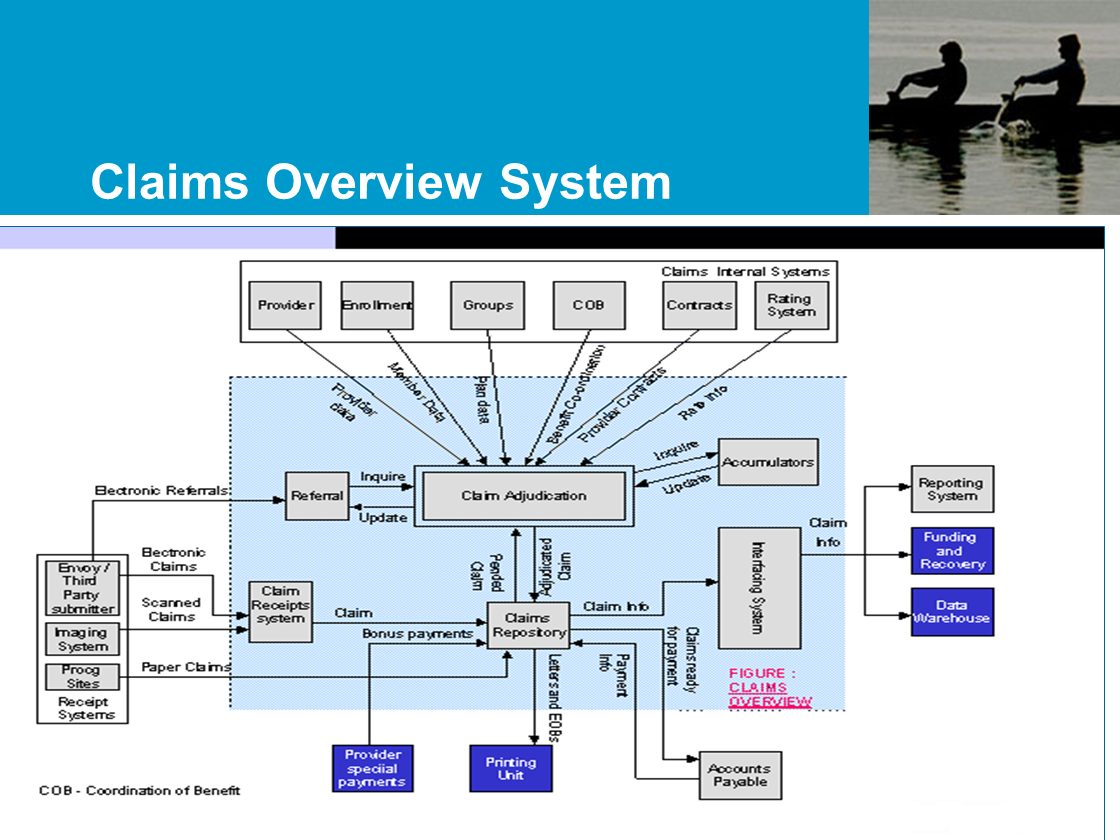 Claims Overview System
Claims Internal Systems
Provider
Enrollment
Groups
COB
Contracts
Rating
System
Provider
data
Member Data
Plan data
Benefit Co-ordination
Provider Contracts
Rate Info
Inquire
Update
Accumulators
Electronic Referrals
Referral
Inquire
Update
Claim Adjudication
Reporting
System
Claim
Info
Funding
and
Recovery
Data
Warehouse
Interfacing System
Electronic
Claims
Envoy /
Third
Party
submitter
Scanned
Claims
Imaging
System
Paper Claims
Procg
Sites
Receipt
Systems
Claim
Receipts
system
Claim
Pended
Claim
Adjudicated
Claim
Claims
Repository
Claim Info
Bonus payments
Letters and EOBs
Payment
Info
Claims ready
for payment
FIGURE :
CLAIMS
OVERVIEW
Provider
speciial
payments
Printing
Unit
Accounts
Payable
COB - Coordination of Benefit